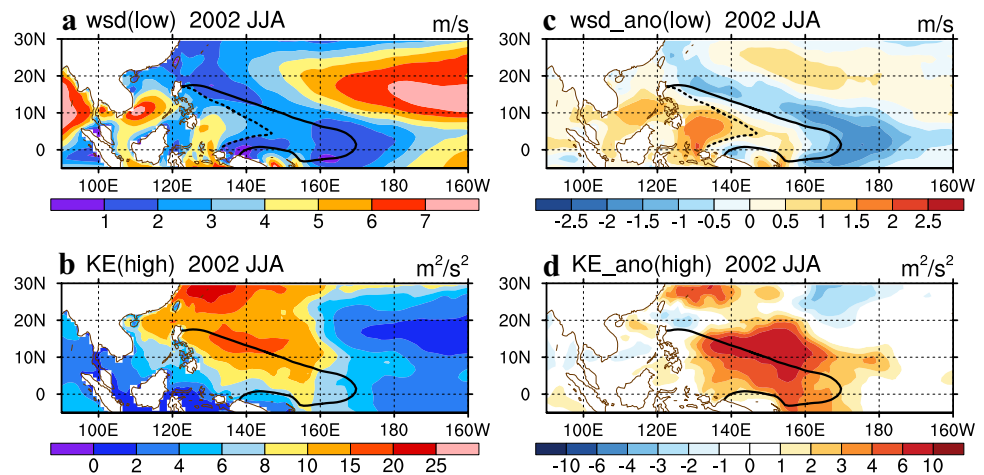 a wsd(low) 2002 JJA m/s
30N
20N
10N
0
100E 120E 140E 160E 180 160W
1 2 3 4 5 6 7
c wsd_ano(low) 2002 JJA m/s
30N
20N
10N
0
100E 120E 140E 160E 180 160W
-2.5 -2 -1.5 -1 -0.5 0 0.5 1 1.5 2 2.5
b KE(high) 2002 JJA m²/s²
30N
20N
10N
0
100E 120E 140E 160E 180 160W
0 2 4 6 8 10 15 20 25
d KE_ano(high) 2002 JJA m²/s²
30N
20N
10N
0
100E 120E 140E 160E 180 160W
-10 -6 -4 -3 -2 -1 1 2 3 4 6 10